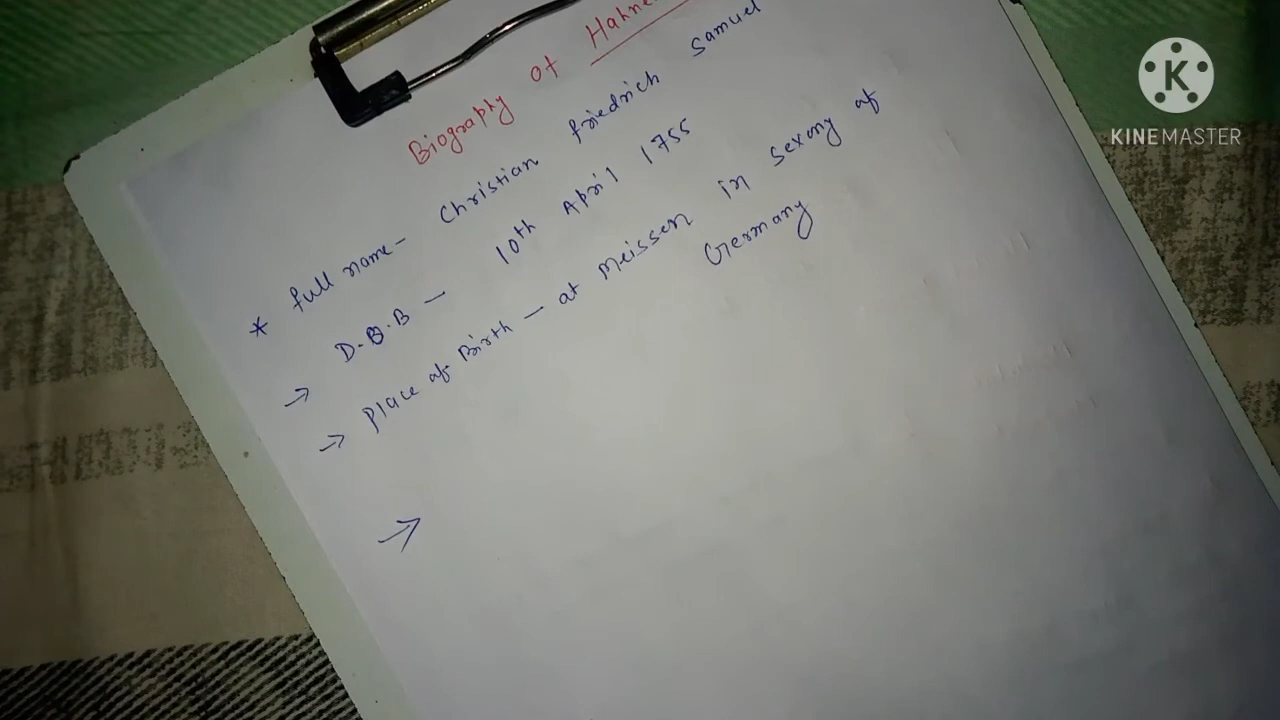 Biography of Hahne
* full name - Christian friedrich Samuel
→ D.O.B - 10th April 1755
→ Place of Birth - at Meissen in Sexony of
Germany
→
K
KINEMASTER